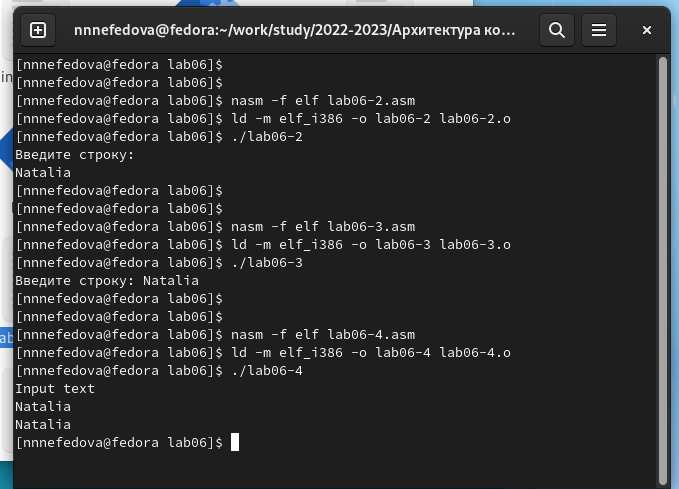 nnnefedova@fedora:~/work/study/2022-2023/Архитектура ко...
[nnnefedova@fedora lab06]$
[nnnefedova@fedora lab06]$
[nnnefedova@fedora lab06]$ nasm -f elf lab06-2.asm
[nnnefedova@fedora lab06]$ ld -m elf_i386 -o lab06-2 lab06-2.o
[nnnefedova@fedora lab06]$ ./lab06-2
Введите строку:
Natalia
[nnnefedova@fedora lab06]$
[nnnefedova@fedora lab06]$
[nnnefedova@fedora lab06]$ nasm -f elf lab06-3.asm
[nnnefedova@fedora lab06]$ ld -m elf_i386 -o lab06-3 lab06-3.o
[nnnefedova@fedora lab06]$ ./lab06-3
Введите строку: Natalia
[nnnefedova@fedora lab06]$
[nnnefedova@fedora lab06]$
[nnnefedova@fedora lab06]$ nasm -f elf lab06-4.asm
[nnnefedova@fedora lab06]$ ld -m elf_i386 -o lab06-4 lab06-4.o
[nnnefedova@fedora lab06]$ ./lab06-4
Input text
Natalia
Natalia
[nnnefedova@fedora lab06]$